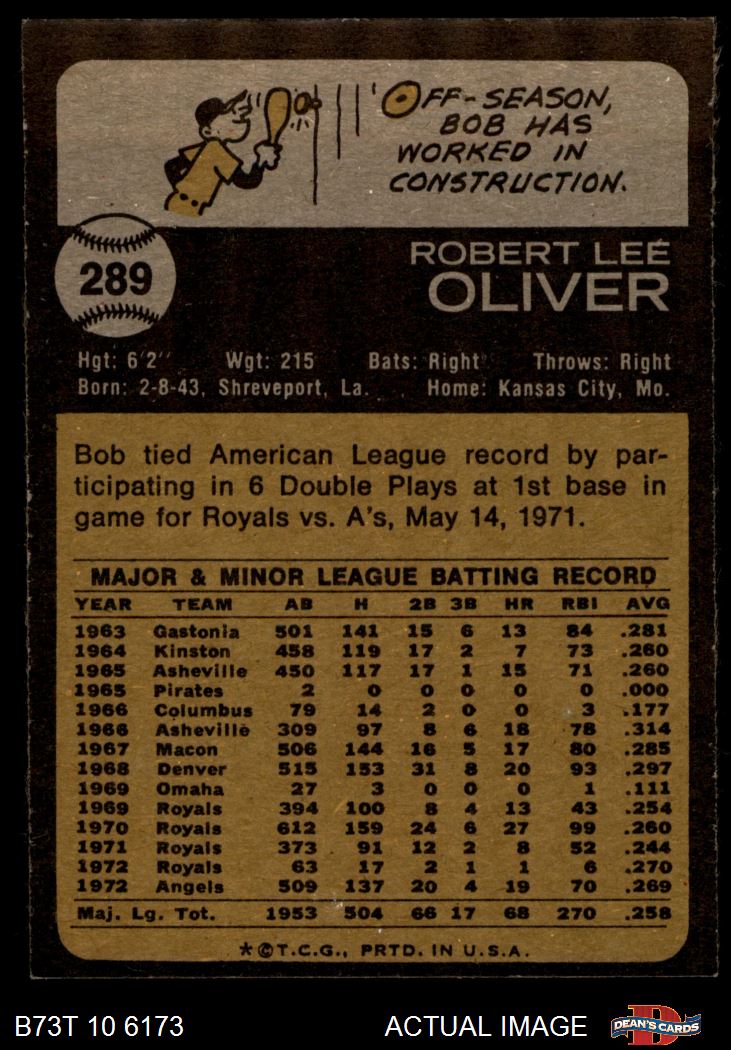 OFF-SEASON,
BOB HAS
WORKED IN
CONSTRUCTION.
289
ROBERT LEE
OLIVER
Hgt: 6'2" Wgt: 215 Bats: Right Throws: Right
Born: 2-8-43, Shreveport, La. Home: Kansas City, Mo.
Bob tied American League record by par-
ticipating in 6 Double Plays at 1st base in
game for Royals vs. A's, May 14, 1971.
MAJOR & MINOR LEAGUE BATTING RECORD
YEAR TEAM AB H 2B 3B HR RBI AVG
1963 Gastonia 501 141 15 6 13 84 .281
1964 Kinston 458 119 17 2 7 73 .260
1965 Asheville 450 117 17 1 15 71 .260
1965 Pirates 2 0 0 0 0 0 .000
1966 Columbus 79 14 2 0 0 3 .177
1966 Asheville 309 97 8 6 18 78 .314
1967 Macon 506 144 16 5 17 80 .285
1968 Denver 515 153 31 8 20 93 .297
1969 Omaha 27 3 0 0 0 1 .111
1969 Royals 394 100 8 4 13 43 .254
1970 Royals 612 159 24 6 27 99 .260
1971 Royals 373 91 12 2 8 52 .244
1972 Royals 63 17 2 1 1 6 .270
1972 Angels 509 137 20 4 19 70 .269
Maj. Lg. Tot. 1953 504 66 17 68 270 .258
*©T.C.G., PRTD. IN U.S.A.
B73T 10 6173 ACTUAL IMAGE D DEAN'S CARDS